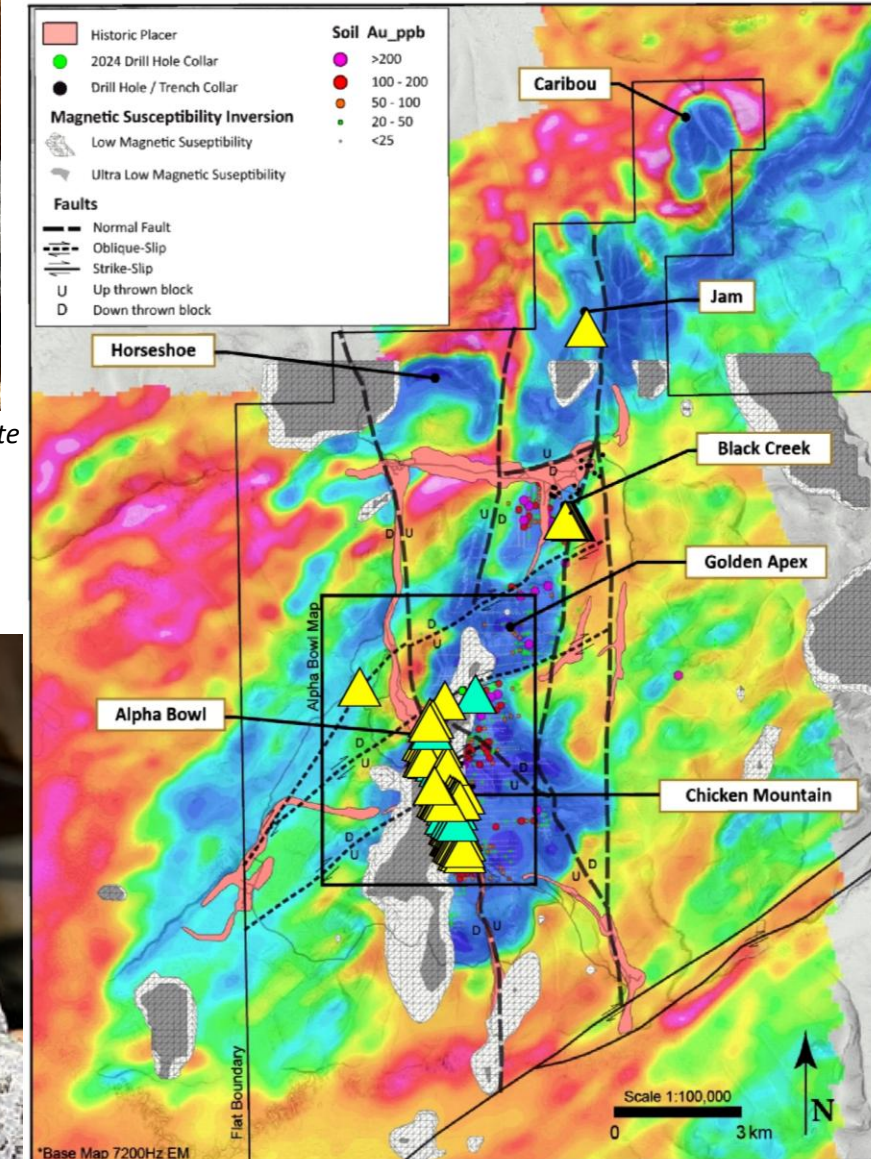 Historic Placer
2024 Drill Hole Collar
Drill Hole / Trench Collar
Magnetic Susceptibility Inversion
Low Magnetic Suseptibility
Ultra Low Magnetic Suseptibility
Faults
Normal Fault
Oblique-Slip
Strike-Slip
U Up thrown block
D Down thrown block
Soil Au_ppb
>200
100 - 200
50 - 100
20 - 50
<25
Caribou
Jam
Horseshoe
te
Black Creek
U
D
U D
D U
Golden Apex
Alpha Bowl Map
D
U
Alpha Bowl
D
U
D
U
Chicken Mountain
D
U
U D
D U
Flat Boundary
Scale 1:100,000
0 3 km
N
*Base Map 7200Hz EM